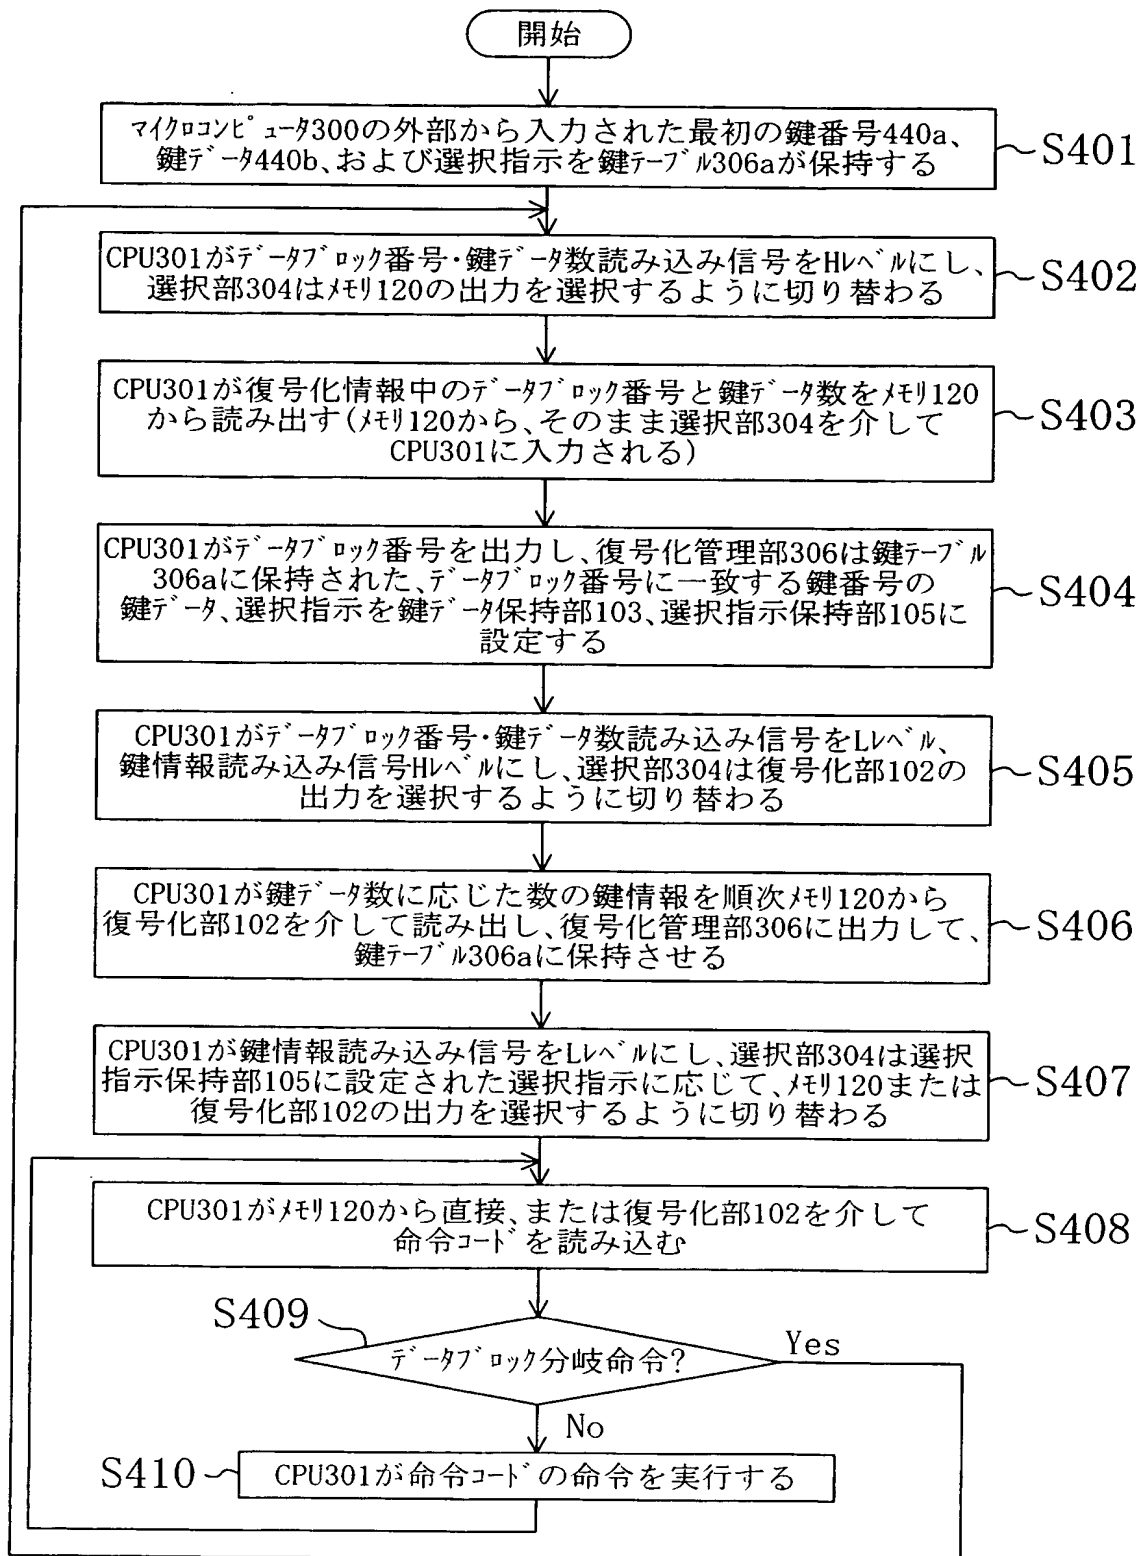 開始
マイクロコンピュータ300の外部から入力された最初の鍵番号440a、
鍵データ440b、および選択指示を鍵テーブル306aが保持する
S401
CPU301がデータブロック番号・鍵データ数読み込み信号をHレベルにし、
選択部304はメモリ120の出力を選択するように切り替わる
S402
CPU301が復号化情報中のデータブロック番号と鍵データ数をメモリ120
から読み出す(メモリ120から、そのまま選択部304を介して
CPU301に入力される)
S403
CPU301がデータブロック番号を出力し、復号化管理部306は鍵テーブル
306aに保持された、データブロック番号に一致する鍵番号の
鍵データ、選択指示を鍵データ保持部103、選択指示保持部105に
設定する
S404
CPU301がデータブロック番号・鍵データ数読み込み信号をLレベル、
鍵情報読み込み信号Hレベルにし、選択部304は復号化部102の
出力を選択するように切り替わる
S405
CPU301が鍵データ数に応じた数の鍵情報を順次メモリ120から
復号化部102を介して読み出し、復号化管理部306に出力して、
鍵テーブル306aに保持させる
S406
CPU301が鍵情報読み込み信号をLレベルにし、選択部304は選択
指示保持部105に設定された選択指示に応じて、メモリ120または
復号化部102の出力を選択するように切り替わる
S407
CPU301がメモリ120から直接、または復号化部102を介して
命令コードを読み込む
S408
S409
データブロック分岐命令?
Yes
No
S410
CPU301が命令コードの命令を実行する